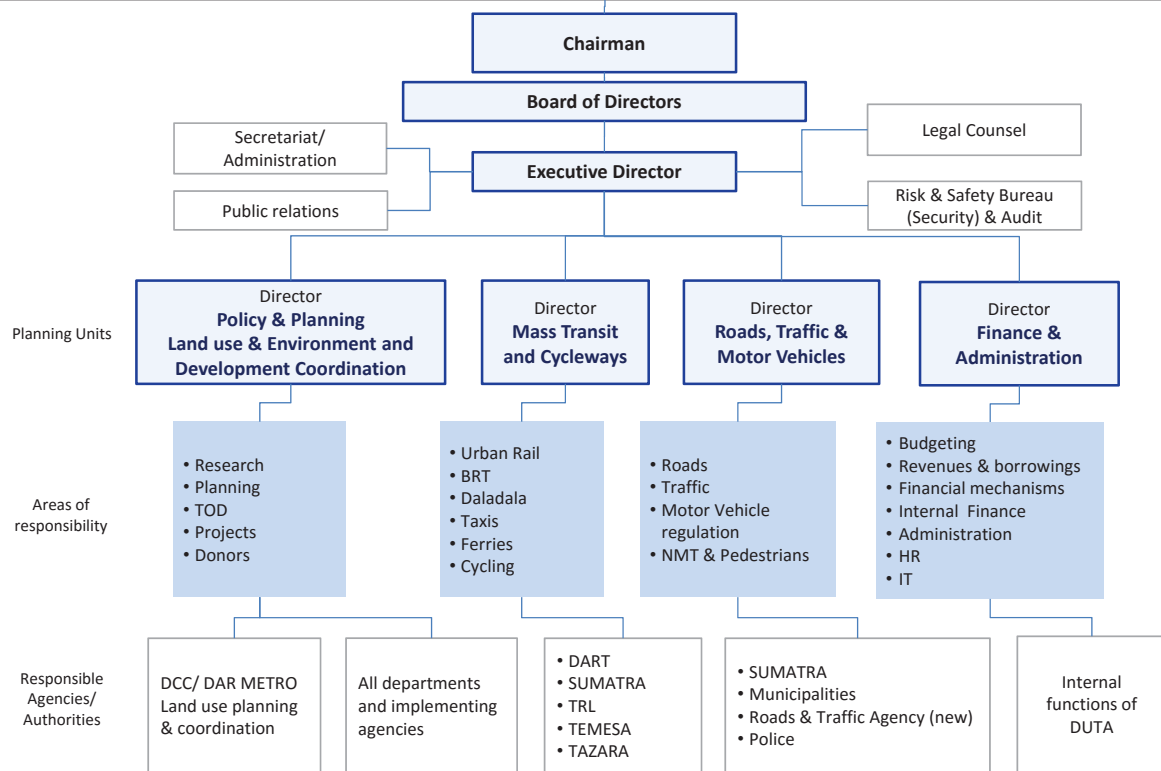 Chairman
Board of Directors
Secretariat/
Administration
Legal Counsel
Executive Director
Public relations
Risk & Safety Bureau
(Security) & Audit
Planning Units
Director
Policy & Planning
Land use & Environment and
Development Coordination
Director
Mass Transit
and Cycleways
Director
Roads, Traffic &
Motor Vehicles
Director
Finance &
Administration
Areas of
responsibility
• Research
• Planning
• TOD
• Projects
• Donors
• Urban Rail
• BRT
• Daladala
• Taxis
• Ferries
• Cycling
• Roads
• Traffic
• Motor Vehicle
regulation
• NMT & Pedestrians
• Budgeting
• Revenues & borrowings
• Financial mechanisms
• Internal Finance
• Administration
• HR
• IT
Responsible
Agencies/
Authorities
DCC/ DAR METRO
Land use planning
& coordination
All departments
and implementing
agencies
• DART
• SUMATRA
• TRL
• TEMESA
• TAZARA
• SUMATRA
• Municipalities
• Roads & Traffic Agency (new)
• Police
Internal
functions of
DUTA